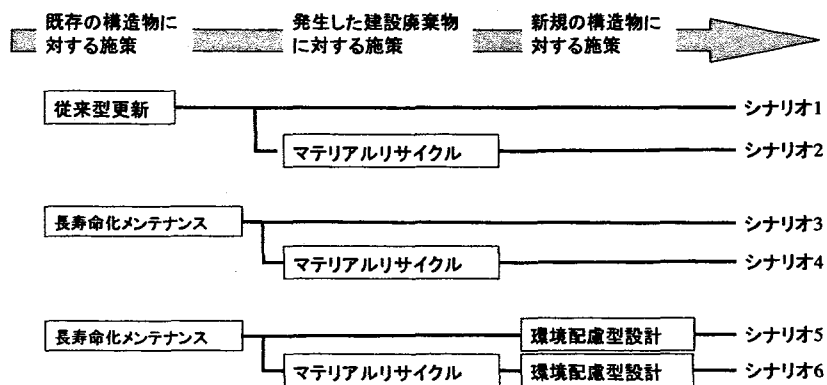 既存の構造物に
対する施策
発生した建設廃棄物
に対する施策
新規の構造物に
対する施策
従来型更新
シナリオ1
マテリアルリサイクル
シナリオ2
長寿命化メンテナンス
シナリオ3
マテリアルリサイクル
シナリオ4
長寿命化メンテナンス
環境配慮型設計
シナリオ5
マテリアルリサイクル
環境配慮型設計
シナリオ6